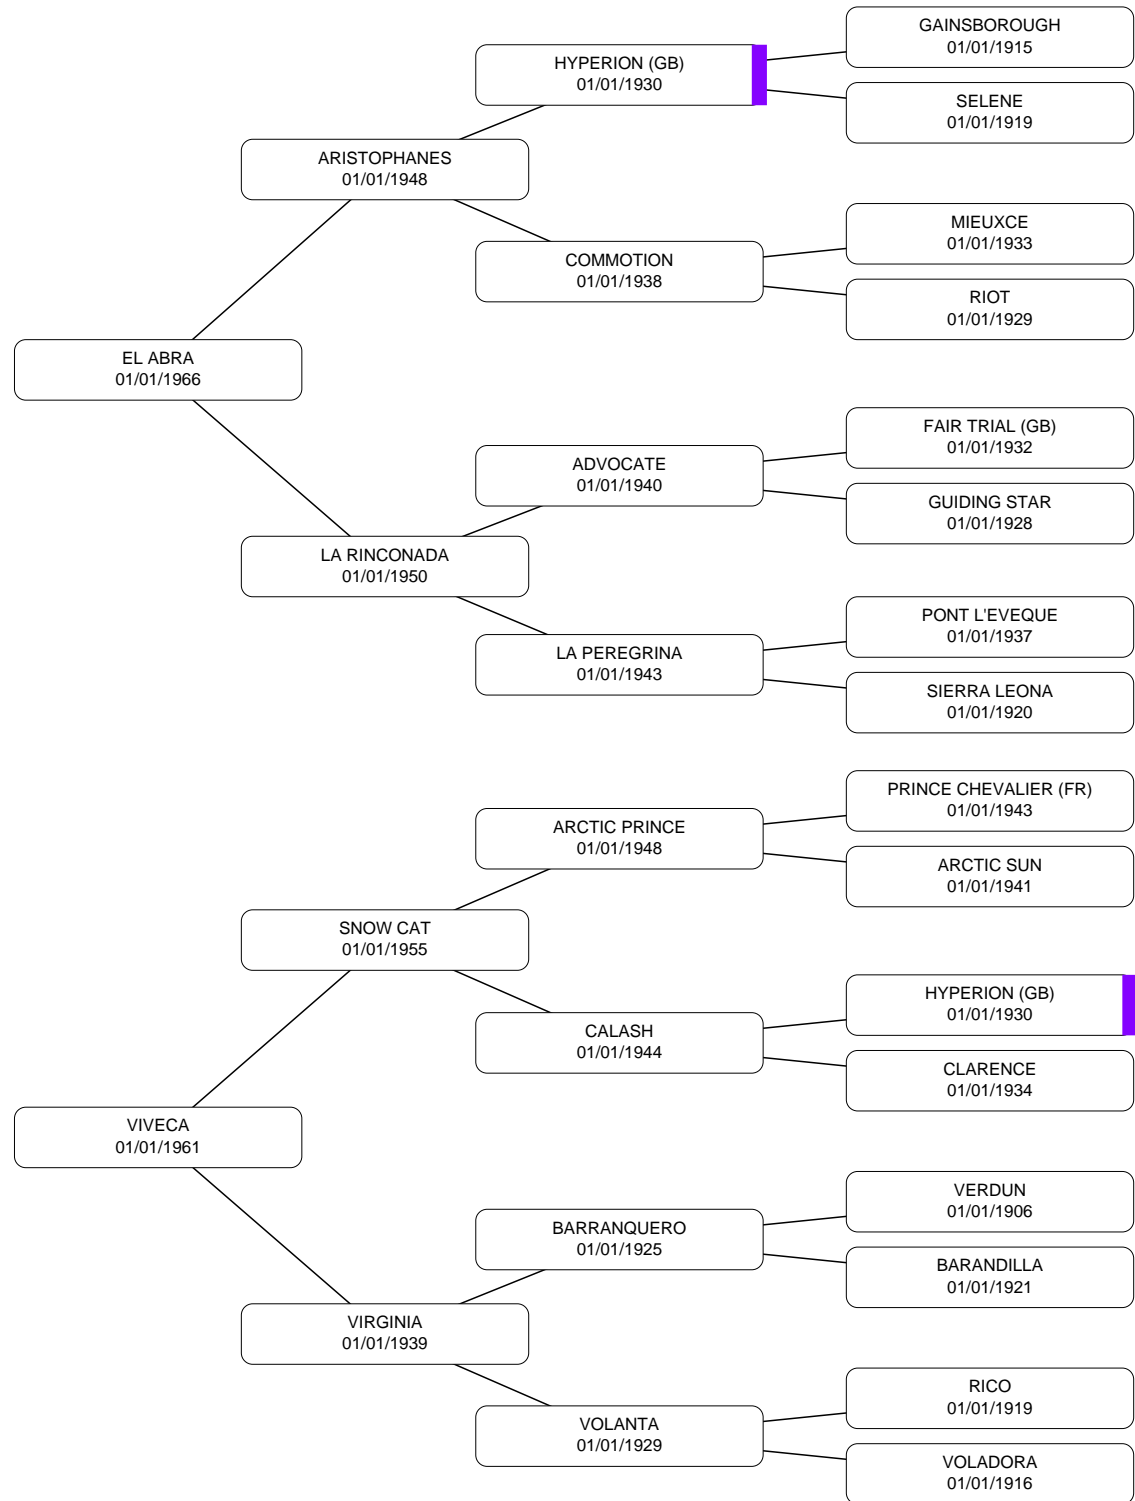 GAINSBOROUGH
01/01/1915
HYPERION (GB)
01/01/1930
SELENE
01/01/1919
ARISTOPHANES
01/01/1948
MIEUXCE
01/01/1933
COMMOTION
01/01/1938
RIOT
01/01/1929
EL ABRA
01/01/1966
FAIR TRIAL (GB)
01/01/1932
ADVOCATE
01/01/1940
GUIDING STAR
01/01/1928
LA RINCONADA
01/01/1950
PONT L'EVEQUE
01/01/1937
LA PEREGRINA
01/01/1943
SIERRA LEONA
01/01/1920
PRINCE CHEVALIER (FR)
01/01/1943
ARCTIC PRINCE
01/01/1948
ARCTIC SUN
01/01/1941
SNOW CAT
01/01/1955
HYPERION (GB)
01/01/1930
CALASH
01/01/1944
CLARENCE
01/01/1934
VIVECA
01/01/1961
VERDUN
01/01/1906
BARRANQUERO
01/01/1925
BARANDILLA
01/01/1921
VIRGINIA
01/01/1939
RICO
01/01/1919
VOLANTA
01/01/1929
VOLADORA
01/01/1916